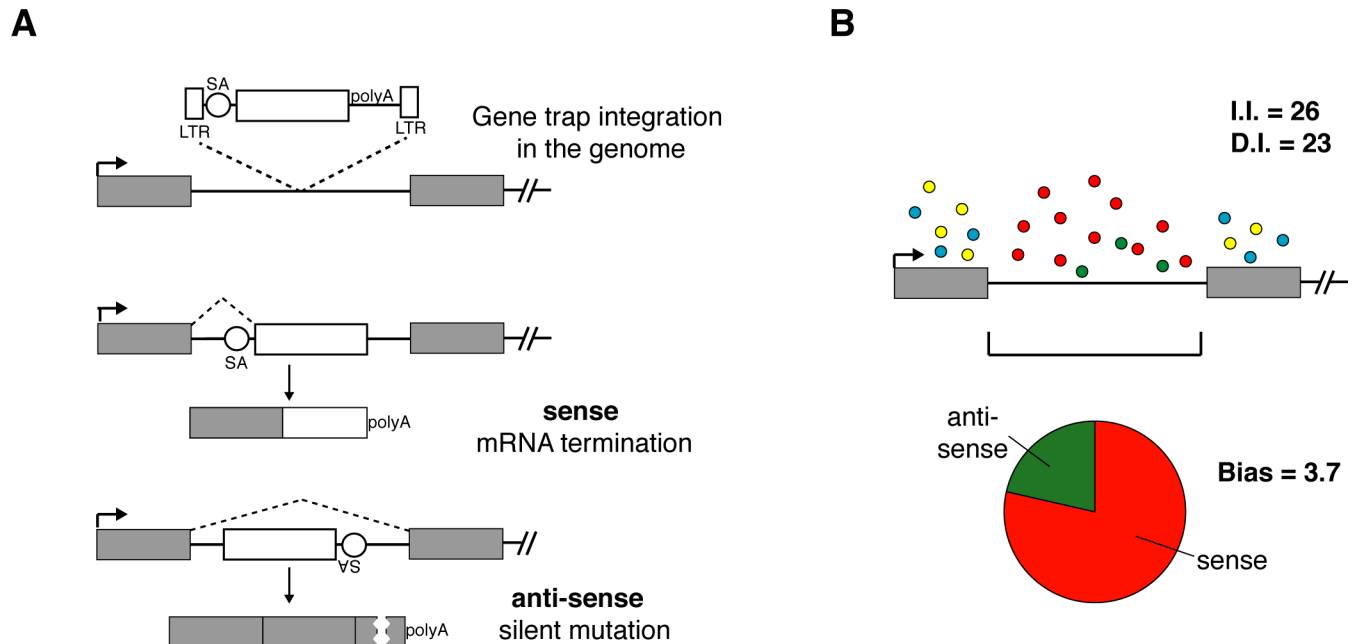 A
SA
polyA
LTR
LTR
Gene trap integration
in the genome
SA
polyA
sense
mRNA termination
SA
polyA
anti-sense
silent mutation
B
I.I. = 26
D.I. = 23
anti-
sense
Bias = 3.7
sense